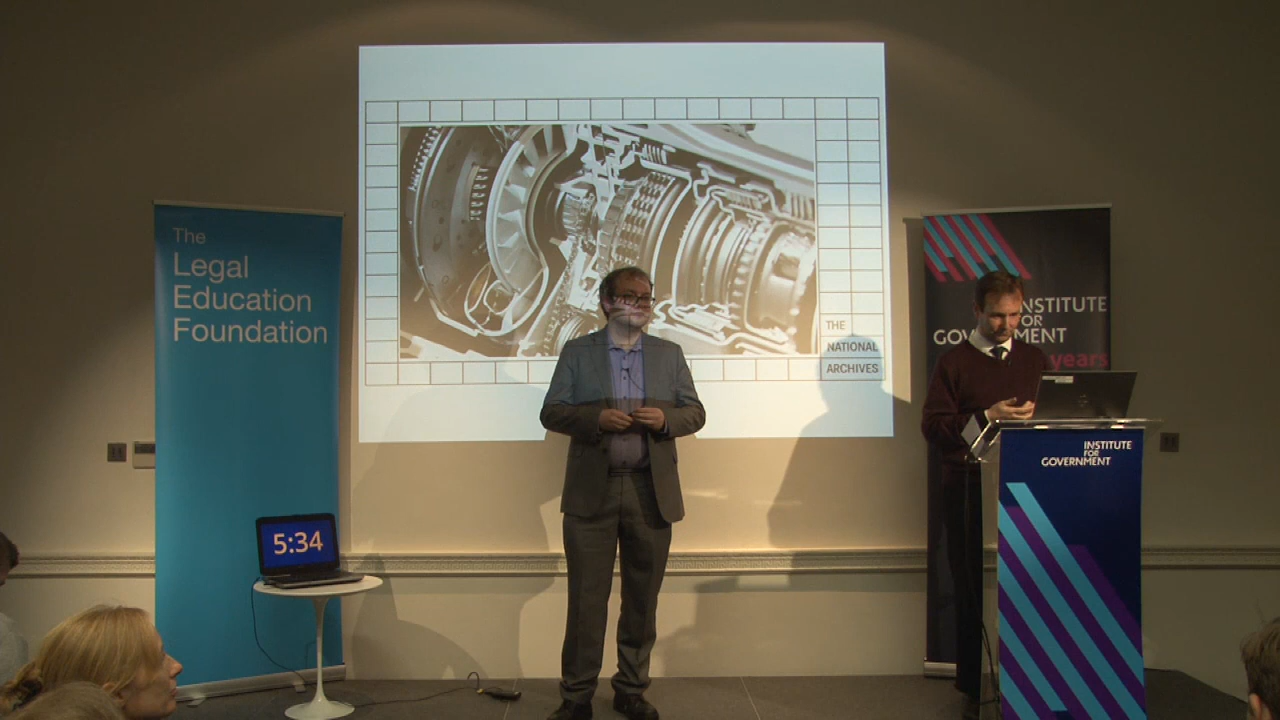 The
Legal
Education
Foundation
5:34
THE
NATIONAL
ARCHIVES
INSTITUTE
FOR
GOVERNMENT
years
INSTITUTE
FOR
GOVERNMENT